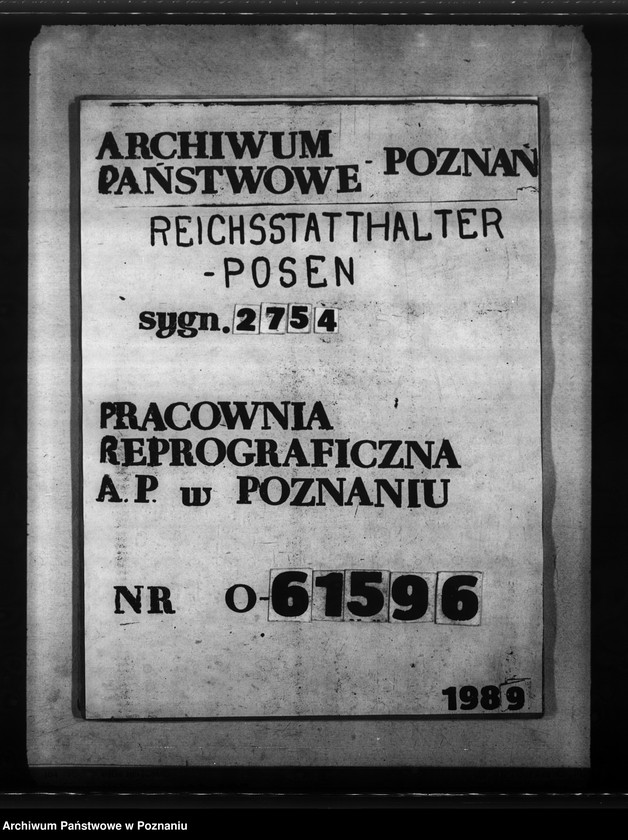 ARCHIWUM
PAŃSTWOWE - POZNAŃ
REICHSSTATTHALTER
-POSEN
sygn. 2754
PRACOWNIA
REPROGRAFICZNA
A.P. w POZNANIU
NR O-61596
1989
Archiwum Państwowe w Poznaniu